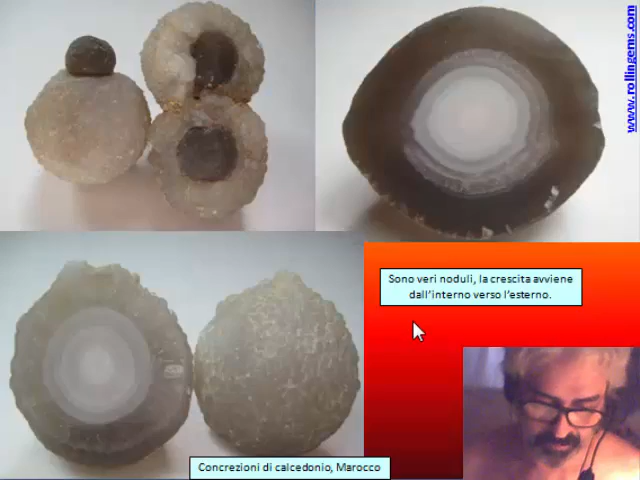 www.rollingems.com
Sono veri noduli, la crescita avviene
dall'interno verso l'esterno.
Concrezioni di calcedonio, Marocco